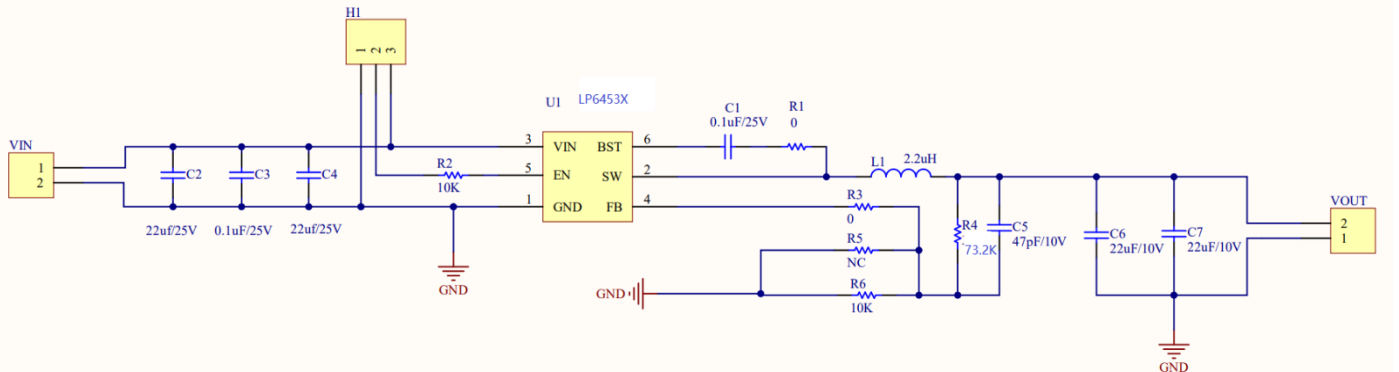 H1
1 2 3
U1 LP6453X
C1
0.1uF/25V
R1
0
VIN
1
2
C2
22uf/25V
C3
0.1uF/25V
C4
22uf/25V
R2
10K
3 VIN BST 6
5 EN SW 2
1 GND FB 4
L1 2.2uH
R3
0
R5
NC
R6
10K
R4
73.2K
C5
47pF/10V
C6
22uF/10V
C7
22uF/10V
VOUT
2
1
GND
GND
GND